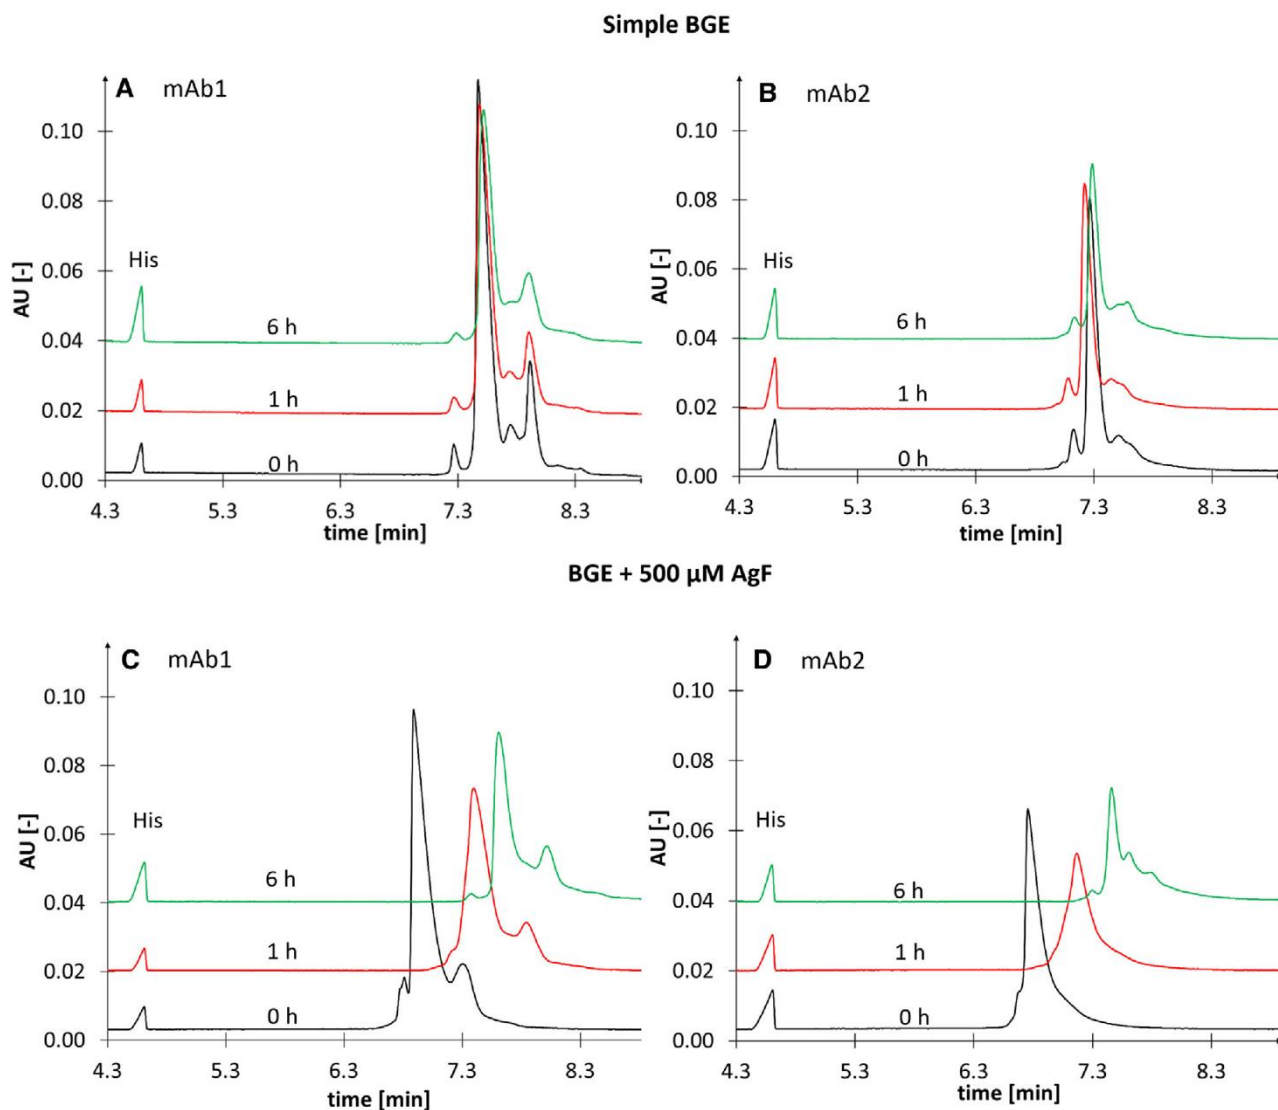 Simple BGE
A mAb1
0.10
0.08
0.06
0.04
0.02
0.00
AU [-]
His
6 h
1 h
0 h
4.3 5.3 6.3 7.3 8.3
time [min]
B mAb2
0.10
0.08
0.06
0.04
0.02
0.00
AU [-]
His
6 h
1 h
0 h
4.3 5.3 6.3 7.3 8.3
time [min]
BGE + 500 µM AgF
C mAb1
0.10
0.08
0.06
0.04
0.02
0.00
AU [-]
His
6 h
1 h
0 h
4.3 5.3 6.3 7.3 8.3
time [min]
D mAb2
0.10
0.08
0.06
0.04
0.02
0.00
AU [-]
His
6 h
1 h
0 h
4.3 5.3 6.3 7.3 8.3
time [min]